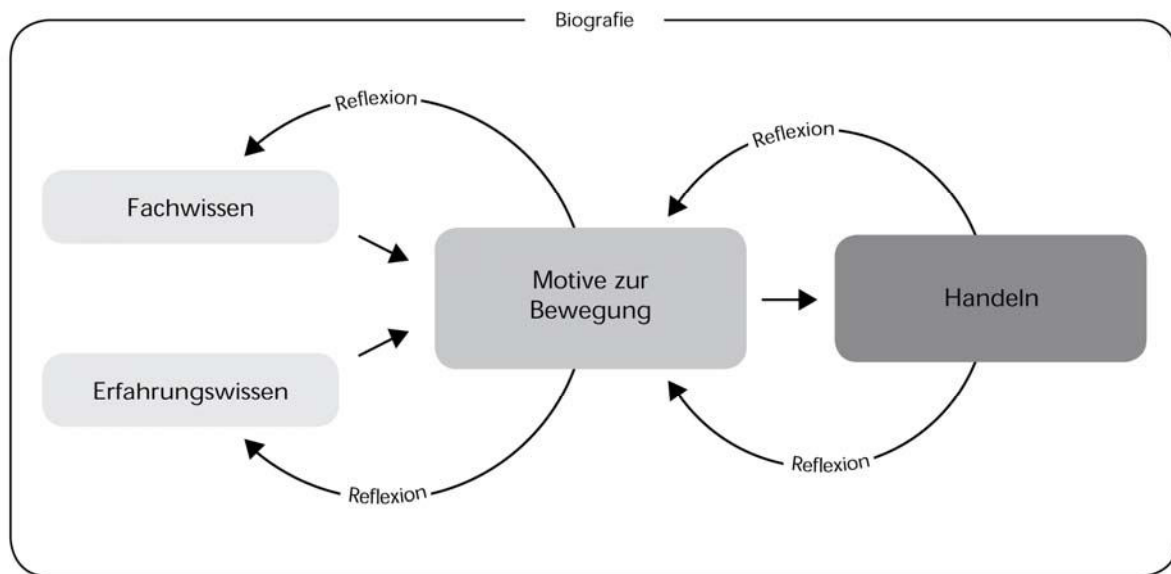 Biografie
Reflexion
Reflexion
Fachwissen
Motive zur
Bewegung
Handeln
Erfahrungswissen
Reflexion
Reflexion